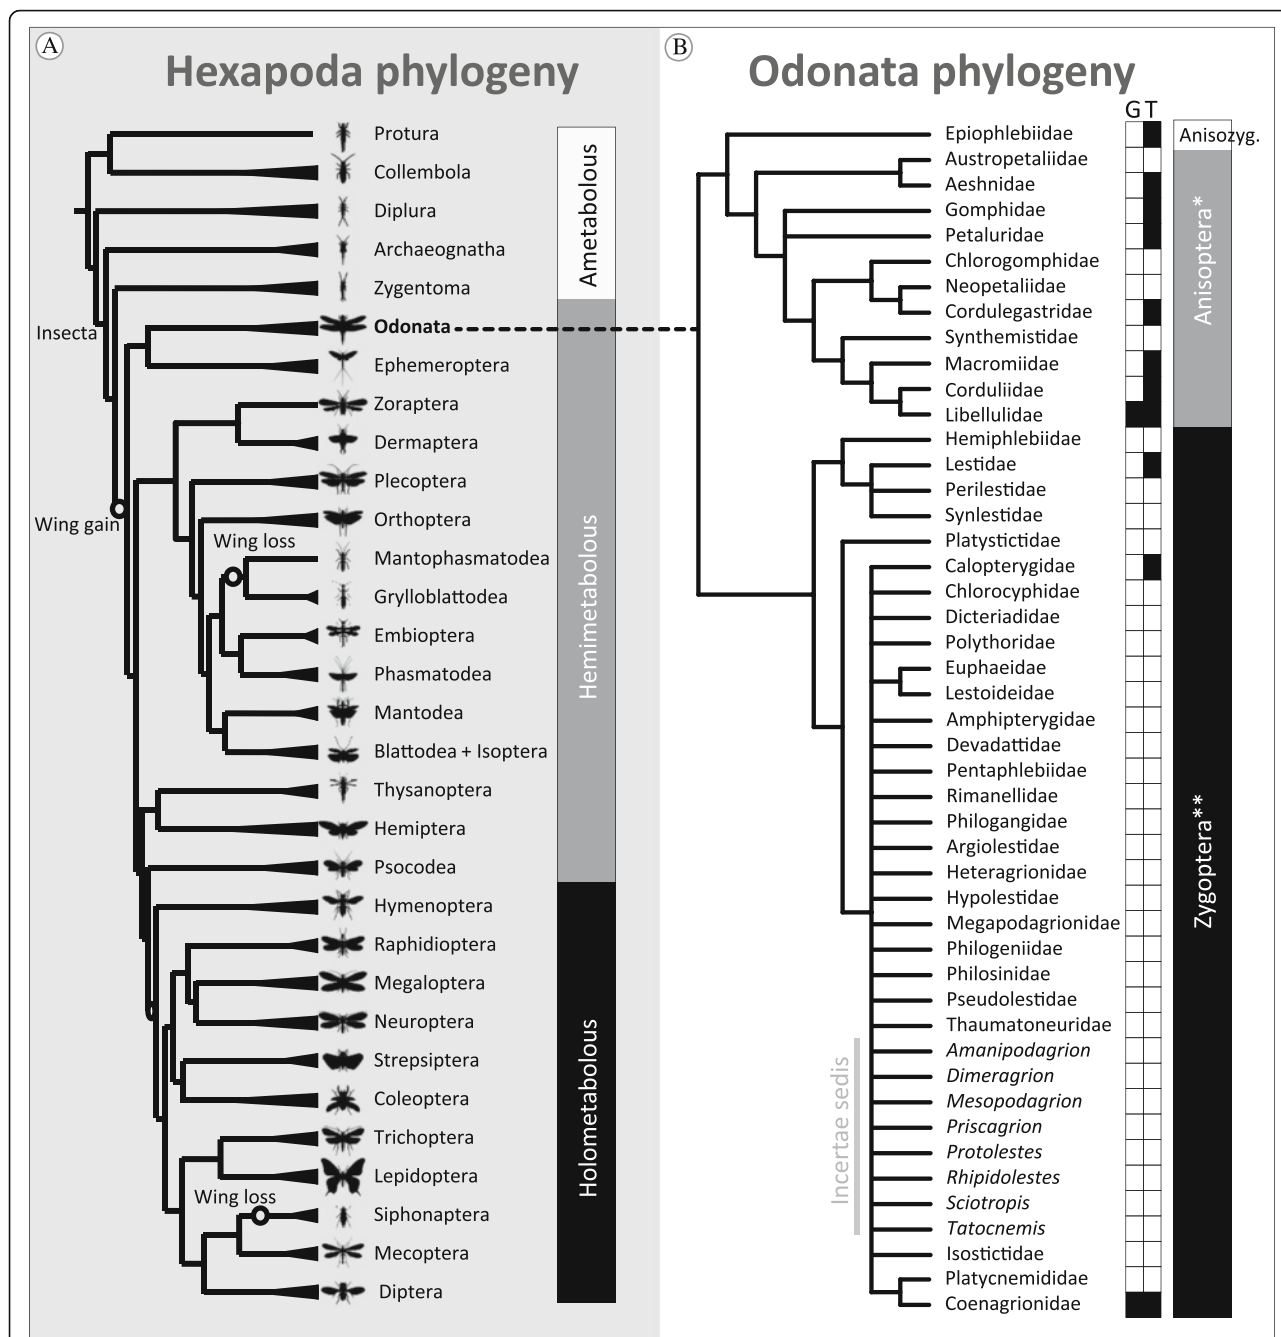 A
Hexapoda phylogeny
Protura
Collembola
Diplura
Archaeognatha
Zygentoma
Insecta
Odonata
Ephemeroptera
Zoraptera
Dermaptera
Plecoptera
Wing gain
Orthoptera
Wing loss
Mantophasmatodea
Grylloblattodea
Embioptera
Phasmatodea
Mantodea
Blattodea + Isoptera
Thysanoptera
Hemiptera
Psocodea
Hymenoptera
Raphidioptera
Megaloptera
Neuroptera
Strepsiptera
Coleoptera
Trichoptera
Lepidoptera
Wing loss
Siphonaptera
Mecoptera
Diptera
Ametabolous
Hemimetabolous
Holometabolous
B
Odonata phylogeny
G T
Epiophlebiidae
Austropetaliidae
Aeshnidae
Gomphidae
Petaluridae
Chlorogomphidae
Neopetaliidae
Cordulegastridae
Synthemistidae
Macromiidae
Corduliidae
Libellulidae
Hemiphlebiidae
Lestidae
Perilestidae
Synlestidae
Platystictidae
Calopterygidae
Chlorocyphidae
Dicteriadidae
Polythoridae
Euphaeidae
Lestoideidae
Amphipterygidae
Devadattidae
Pentaphlebiidae
Rimanellidae
Philogangidae
Argiolestidae
Heteragrionidae
Hypolestidae
Megapodagrionidae
Philogeniidae
Philosinidae
Pseudolestidae
Thaumatoneuridae
Incertae sedis
Amanipodagrion
Dimeragrion
Mesopodagrion
Priscagrion
Protolestes
Rhipidolestes
Sciotropis
Tatocnemis
Isostictidae
Platycnemididae
Coenagrionidae
Anisozyg.
Anisoptera*
Zygoptera**